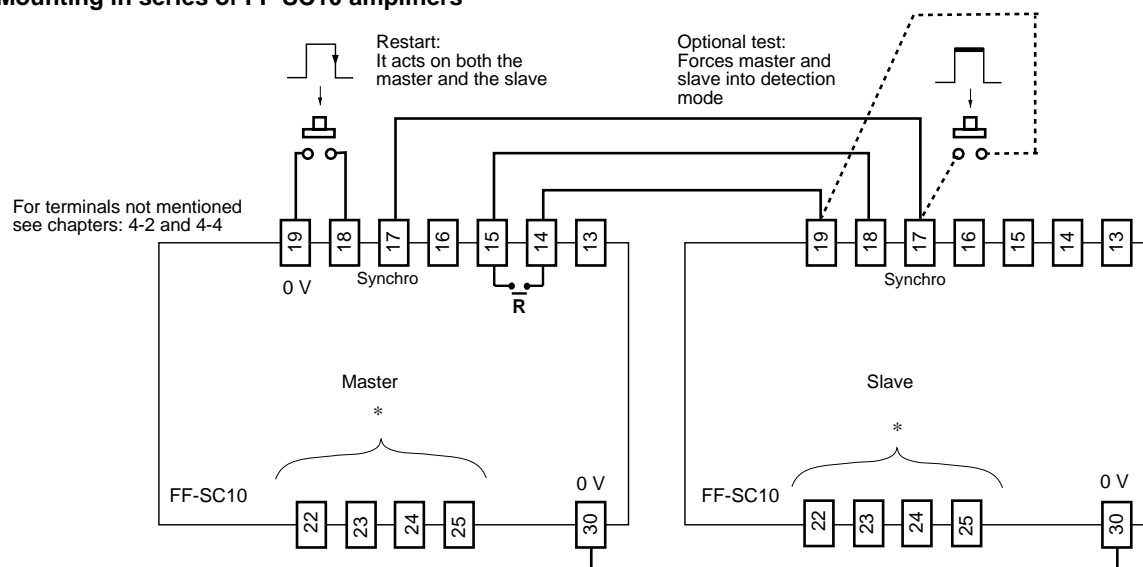 Mounting in series of FF-SC10 amplifiers
Restart:
It acts on both the
master and the slave
Optional test:
Forces master and
slave into detection
mode
For terminals not mentioned
see chapters: 4-2 and 4-4
19
18
17
16
15
14
13
19
18
17
16
15
14
13
0 V
Synchro
R
Synchro
Master
*
Slave
*
FF-SC10
22
23
24
25
0 V
30
FF-SC10
22
23
24
25
0 V
30